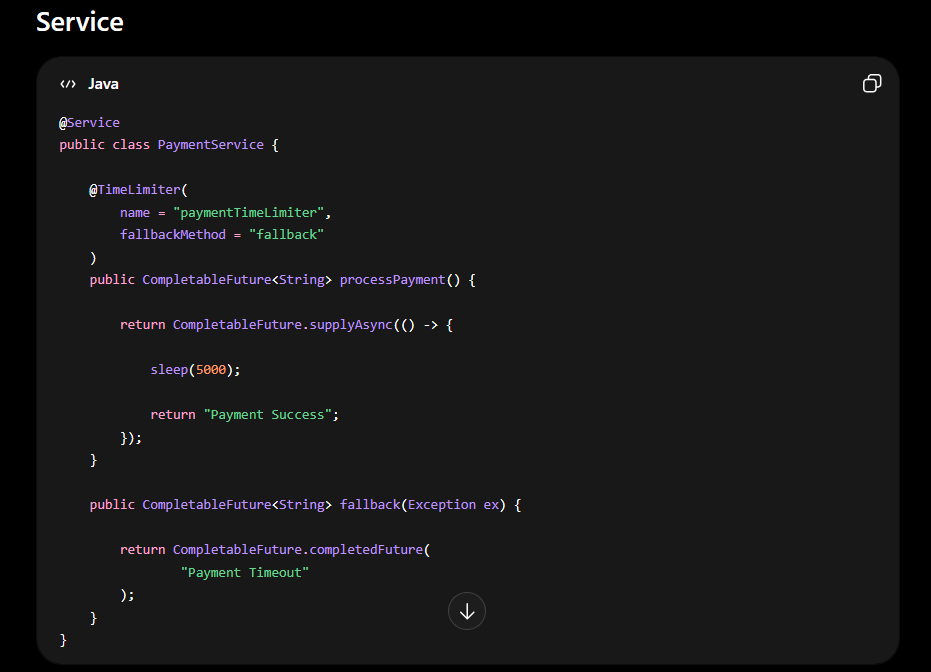 Service
</> Java
@Service
public class PaymentService {
@TimeLimiter(
name = "paymentTimeLimiter",
fallbackMethod = "fallback"
)
public CompletableFuture<String> processPayment() {
return CompletableFuture.supplyAsync(() -> {
sleep(5000);
return "Payment Success";
});
}
public CompletableFuture<String> fallback(Exception ex) {
return CompletableFuture.completedFuture(
"Payment Timeout"
);
}
}